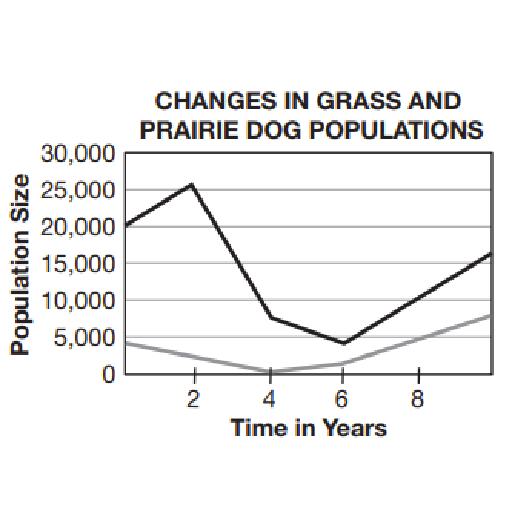 CHANGES IN GRASS AND
PRAIRIE DOG POPULATIONS
Population Size
30,000
25,000
20,000
15,000
10,000
5,000
0
2 4 6 8
Time in Years